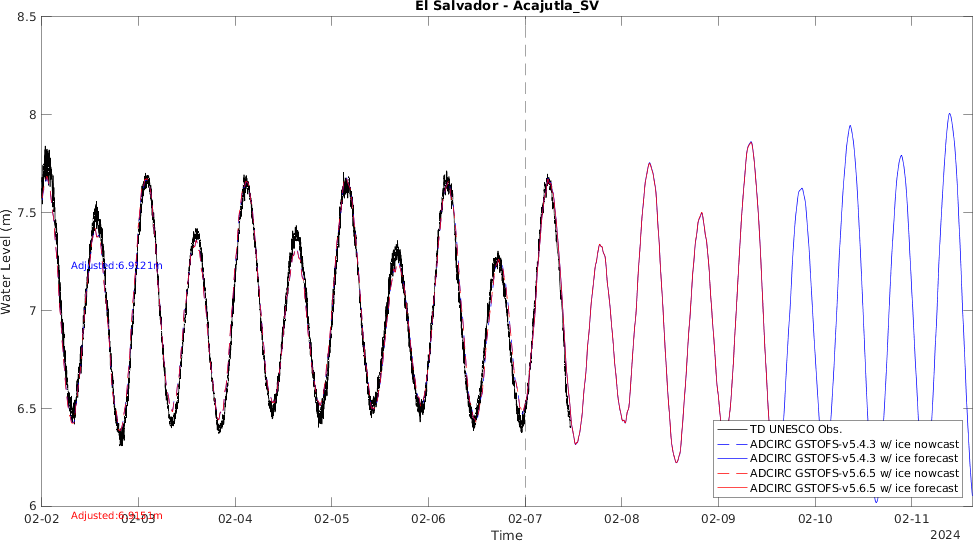 El Salvador - Acajutla_SV
8.5
8
7.5
7
6.5
6
Water Level (m)
Adjusted:6.9121m
Adjusted:6.9151m
TD UNESCO Obs.
ADCIRC GSTOFS-v5.4.3 w/ ice nowcast
ADCIRC GSTOFS-v5.4.3 w/ ice forecast
ADCIRC GSTOFS-v5.6.5 w/ ice nowcast
ADCIRC GSTOFS-v5.6.5 w/ ice forecast
02-02 02-03 02-04 02-05 02-06 02-07 02-08 02-09 02-10 02-11
Time
2024